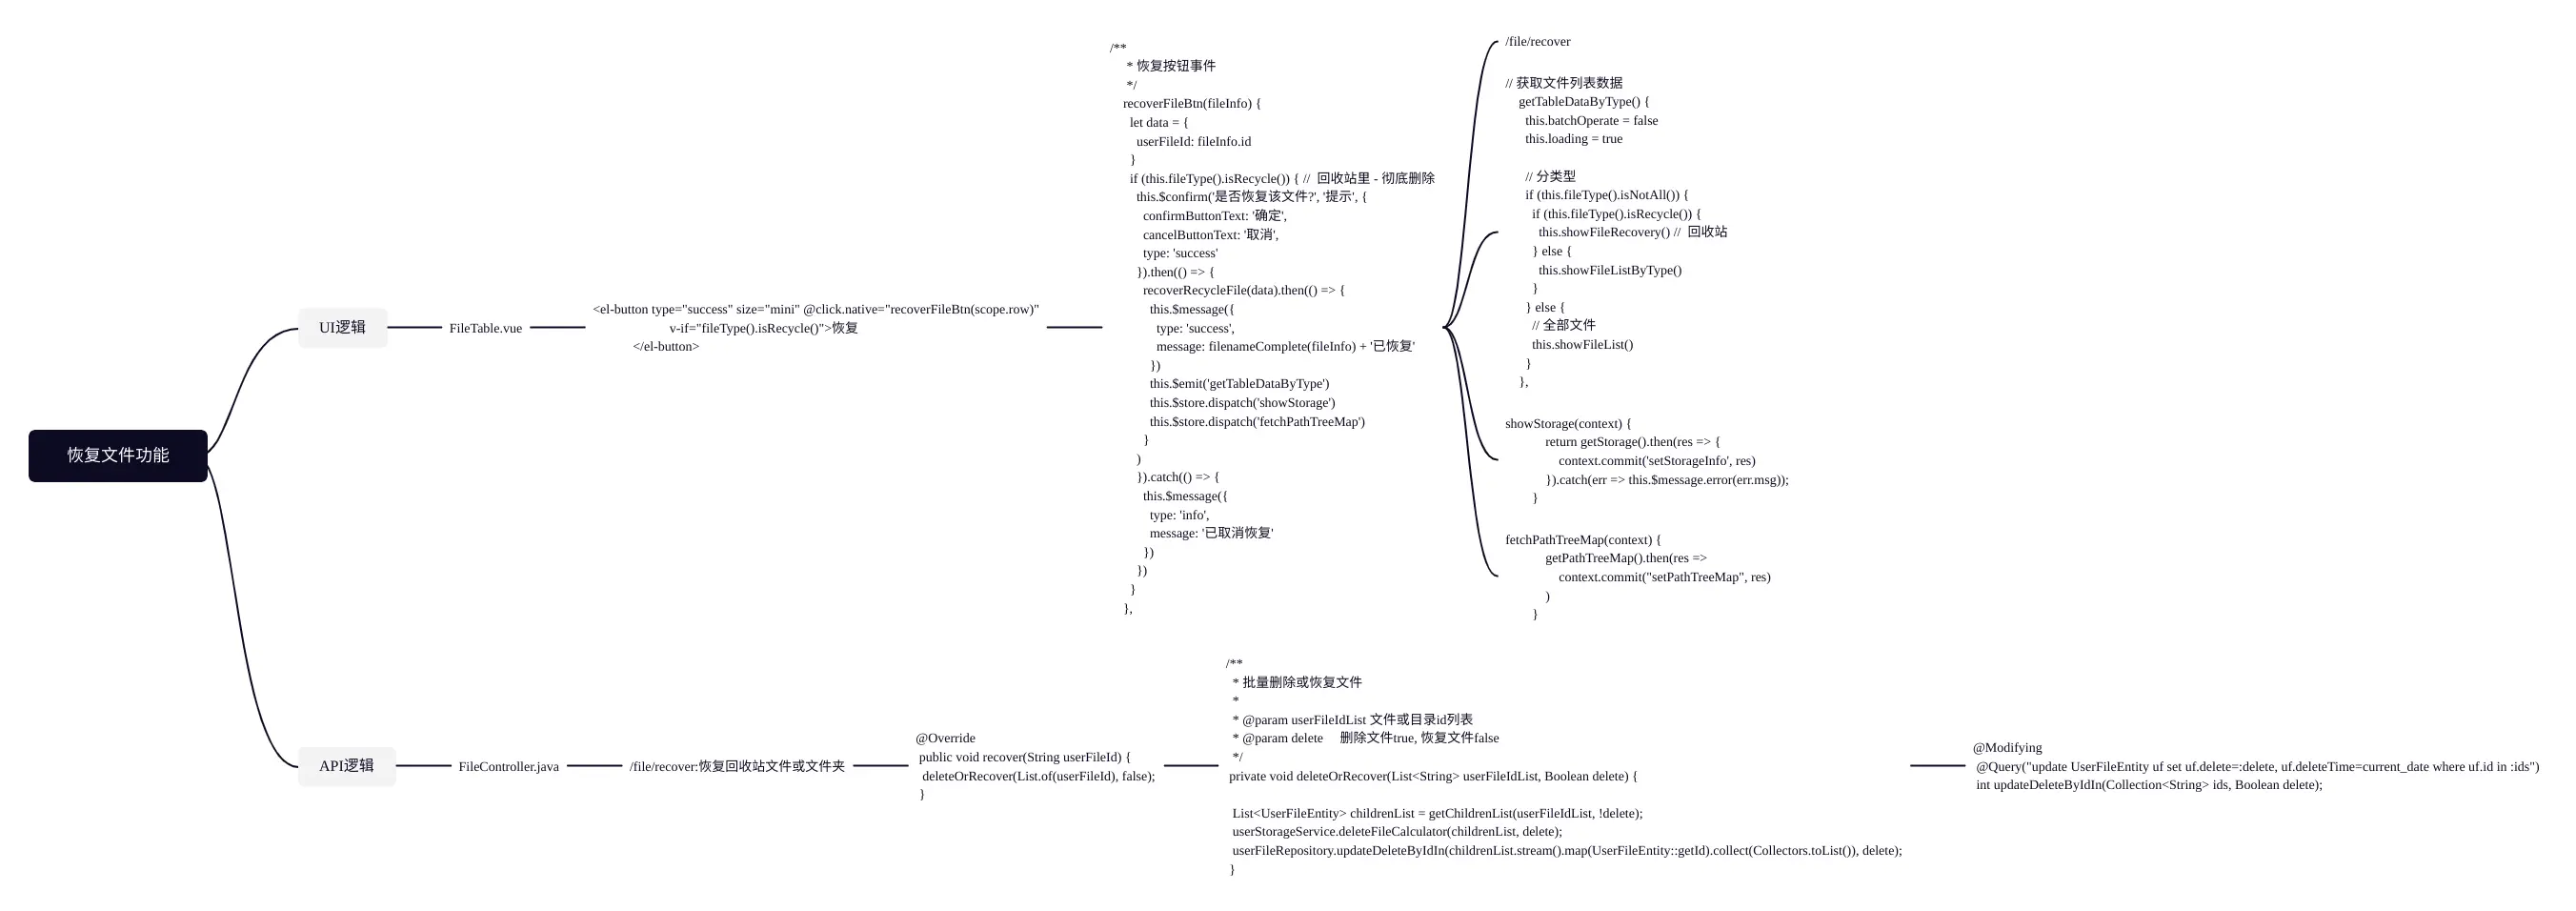 恢复文件功能
UI逻辑
FileTable.vue
<el-button type="success" size="mini" @click.native="recoverFileBtn(scope.row)"
v-if="fileType().isRecycle()">恢复
</el-button>
/**
* 恢复按钮事件
*/
recoverFileBtn(fileInfo) {
let data = {
userFileId: fileInfo.id
}
if (this.fileType().isRecycle()) { //  回收站里 - 彻底删除
this.$confirm('是否恢复该文件?', '提示', {
confirmButtonText: '确定',
cancelButtonText: '取消',
type: 'success'
}).then(() => {
recoverRecycleFile(data).then(() => {
this.$message({
type: 'success',
message: filenameComplete(fileInfo) + '已恢复'
})
this.$emit('getTableDataByType')
this.$store.dispatch('showStorage')
this.$store.dispatch('fetchPathTreeMap')
}
)
}).catch(() => {
this.$message({
type: 'info',
message: '已取消恢复'
})
})
}
},
/file/recover
// 获取文件列表数据
getTableDataByType() {
this.batchOperate = false
this.loading = true
// 分类型
if (this.fileType().isNotAll()) {
if (this.fileType().isRecycle()) {
this.showFileRecovery() //  回收站
} else {
this.showFileListByType()
}
} else {
// 全部文件
this.showFileList()
}
},
showStorage(context) {
return getStorage().then(res => {
context.commit('setStorageInfo', res)
}).catch(err => this.$message.error(err.msg));
}
fetchPathTreeMap(context) {
getPathTreeMap().then(res =>
context.commit("setPathTreeMap", res)
)
}
API逻辑
FileController.java
/file/recover:恢复回收站文件或文件夹
@Override
public void recover(String userFileId) {
deleteOrRecover(List.of(userFileId), false);
}
/**
* 批量删除或恢复文件
*
* @param userFileIdList 文件或目录id列表
* @param delete     删除文件true, 恢复文件false
*/
private void deleteOrRecover(List<String> userFileIdList, Boolean delete) {
List<UserFileEntity> childrenList = getChildrenList(userFileIdList, !delete);
userStorageService.deleteFileCalculator(childrenList, delete);
userFileRepository.updateDeleteByIdIn(childrenList.stream().map(UserFileEntity::getId).collect(Collectors.toList()), delete);
}
@Modifying
@Query("update UserFileEntity uf set uf.delete=:delete, uf.deleteTime=current_date where uf.id in :ids")
int updateDeleteByIdIn(Collection<String> ids, Boolean delete);